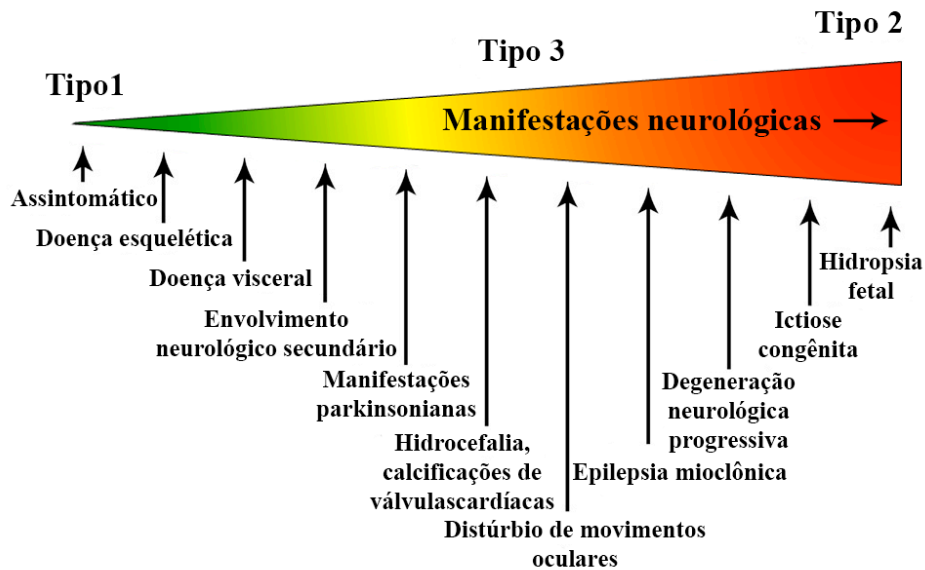 Tipo 2
Tipo 3
Tipo1
Manifestações neurológicas
Assintomático
Doença esquelética
Doença visceral
Envolvimento
neurológico secundário
Manifestações
parkinsonianas
Hidrocefalia,
calcificações de
válvulascardíacas
Distúrbio de movimentos
oculares
Epilepsia mioclônica
Degeneração
neurológica
progressiva
Ictiose
congênita
Hidropsia
fetal